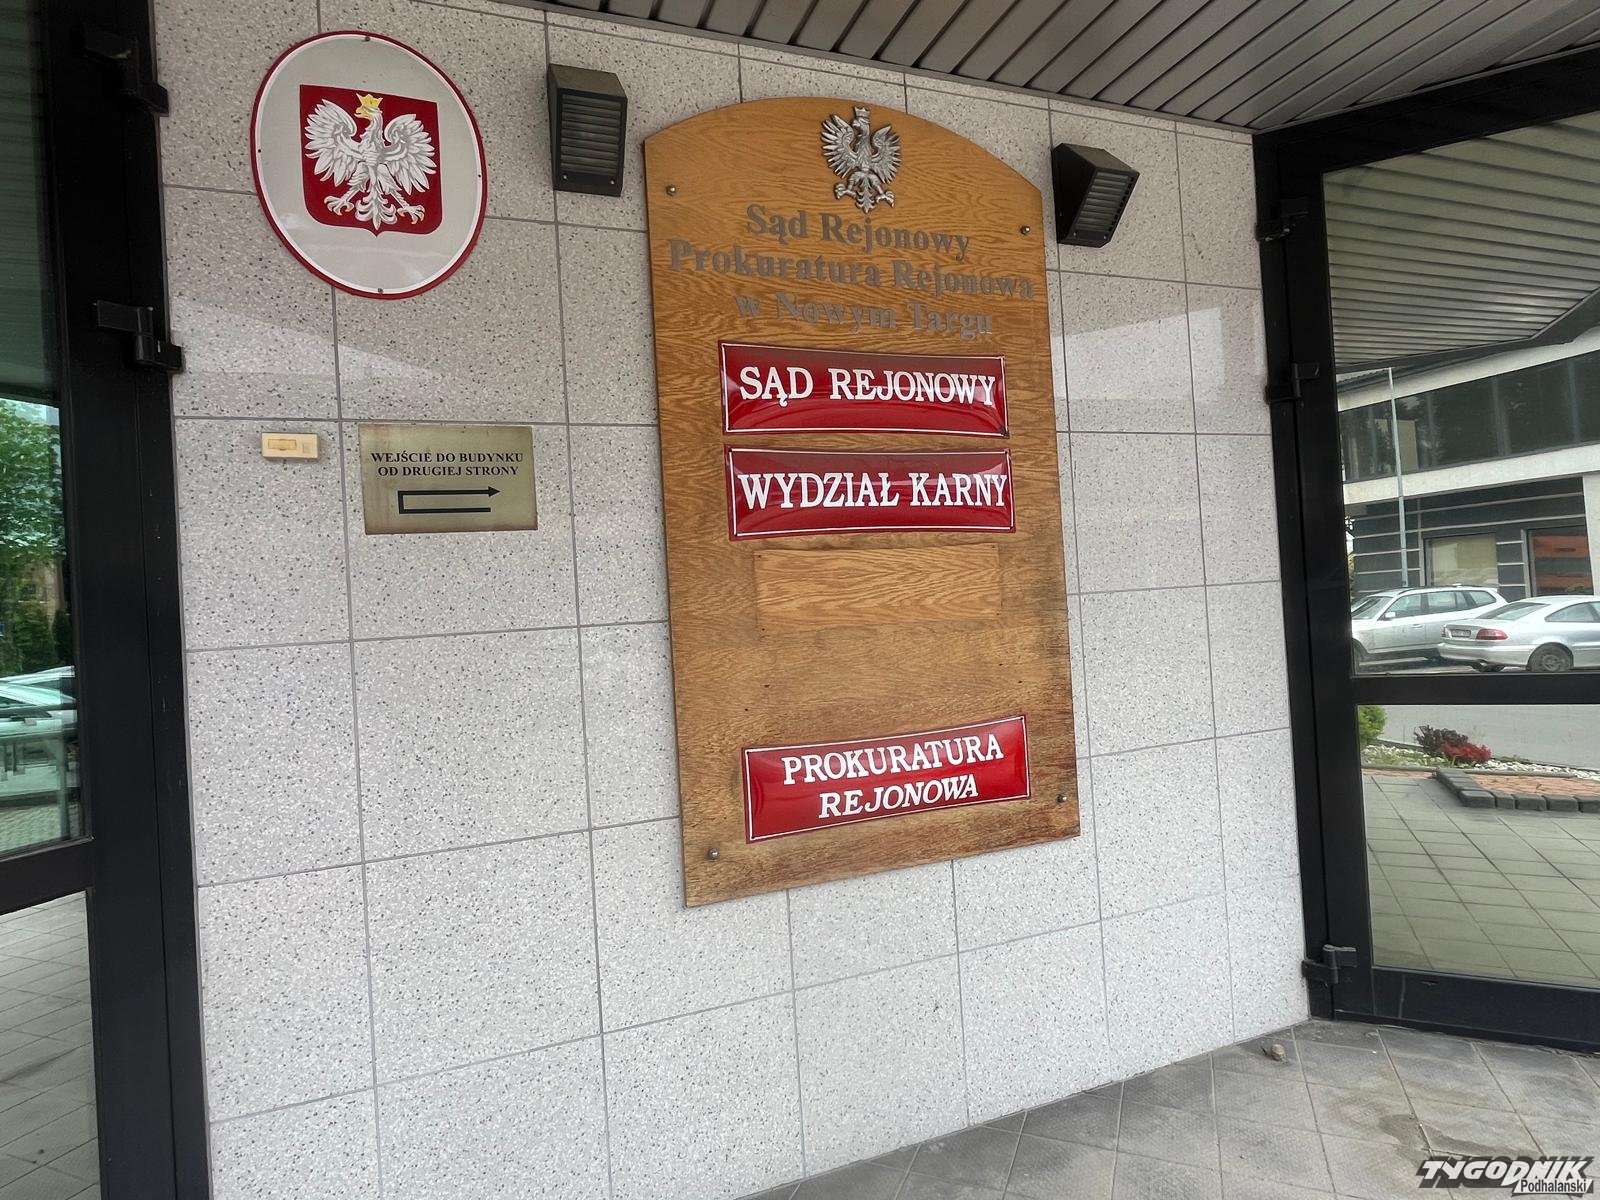 Sąd Rejonowy
Prokuratura Rejonowa
w Nowym Targu
SĄD REJONOWY
WYDZIAŁ KARNY
PROKURATURA
REJONOWA
WEJŚCIE DO BUDYNKU
OD DRUGIEJ STRONY
TYGODNIK
Podhalański